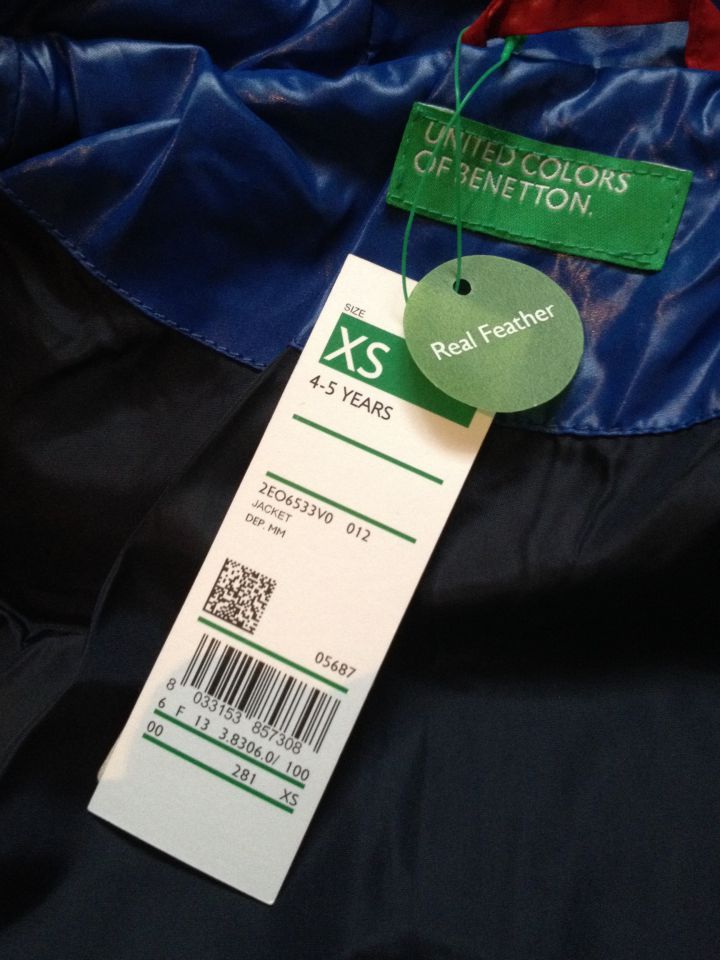 UNITED COLORS
OF BENETTON.
Real Feather
SIZE
XS
4-5 YEARS
2EO6533V0 012
JACKET
DEP. MM
05687
8 033153 857308
6 F 13 3.8306.0/ 100
00 281 XS